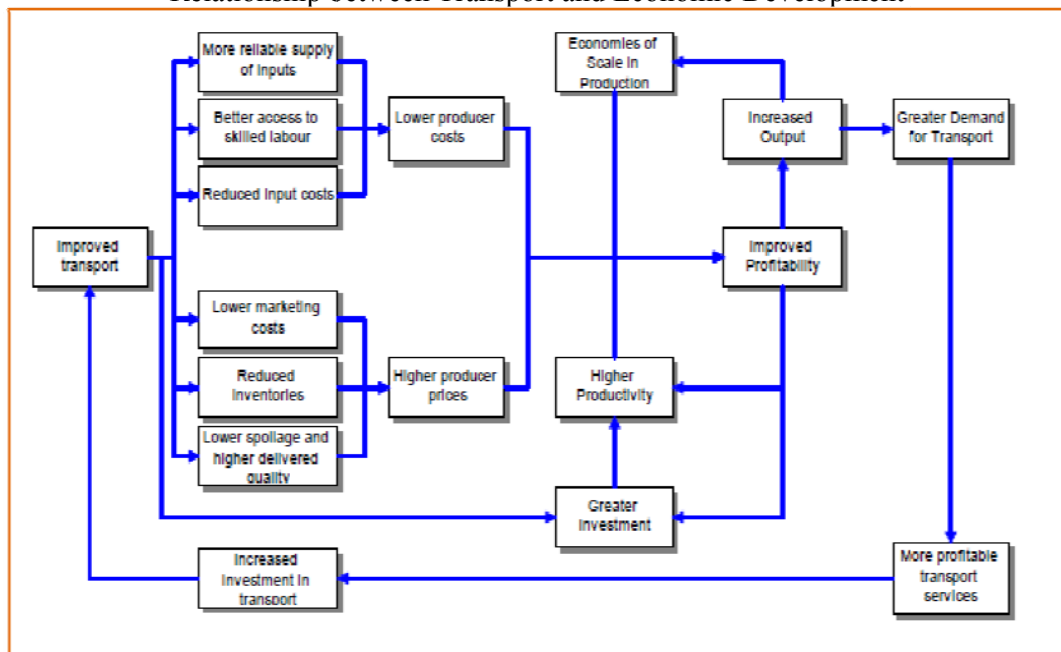 Relationship between Transport and Economic Development
More reliable supply
of Inputs
Better access to
skilled labour
Reduced Input costs
Improved
transport
Lower marketing
costs
Reduced
Inventories
Lower spoilage and
higher delivered
quality
Increased
Investment in
transport
Lower producer
costs
Higher producer
prices
Economies of
Scale in
Production
Higher
Productivity
Greater
Investment
Increased
Output
Improved
Profitability
Greater Demand
for Transport
More profitable
transport
services